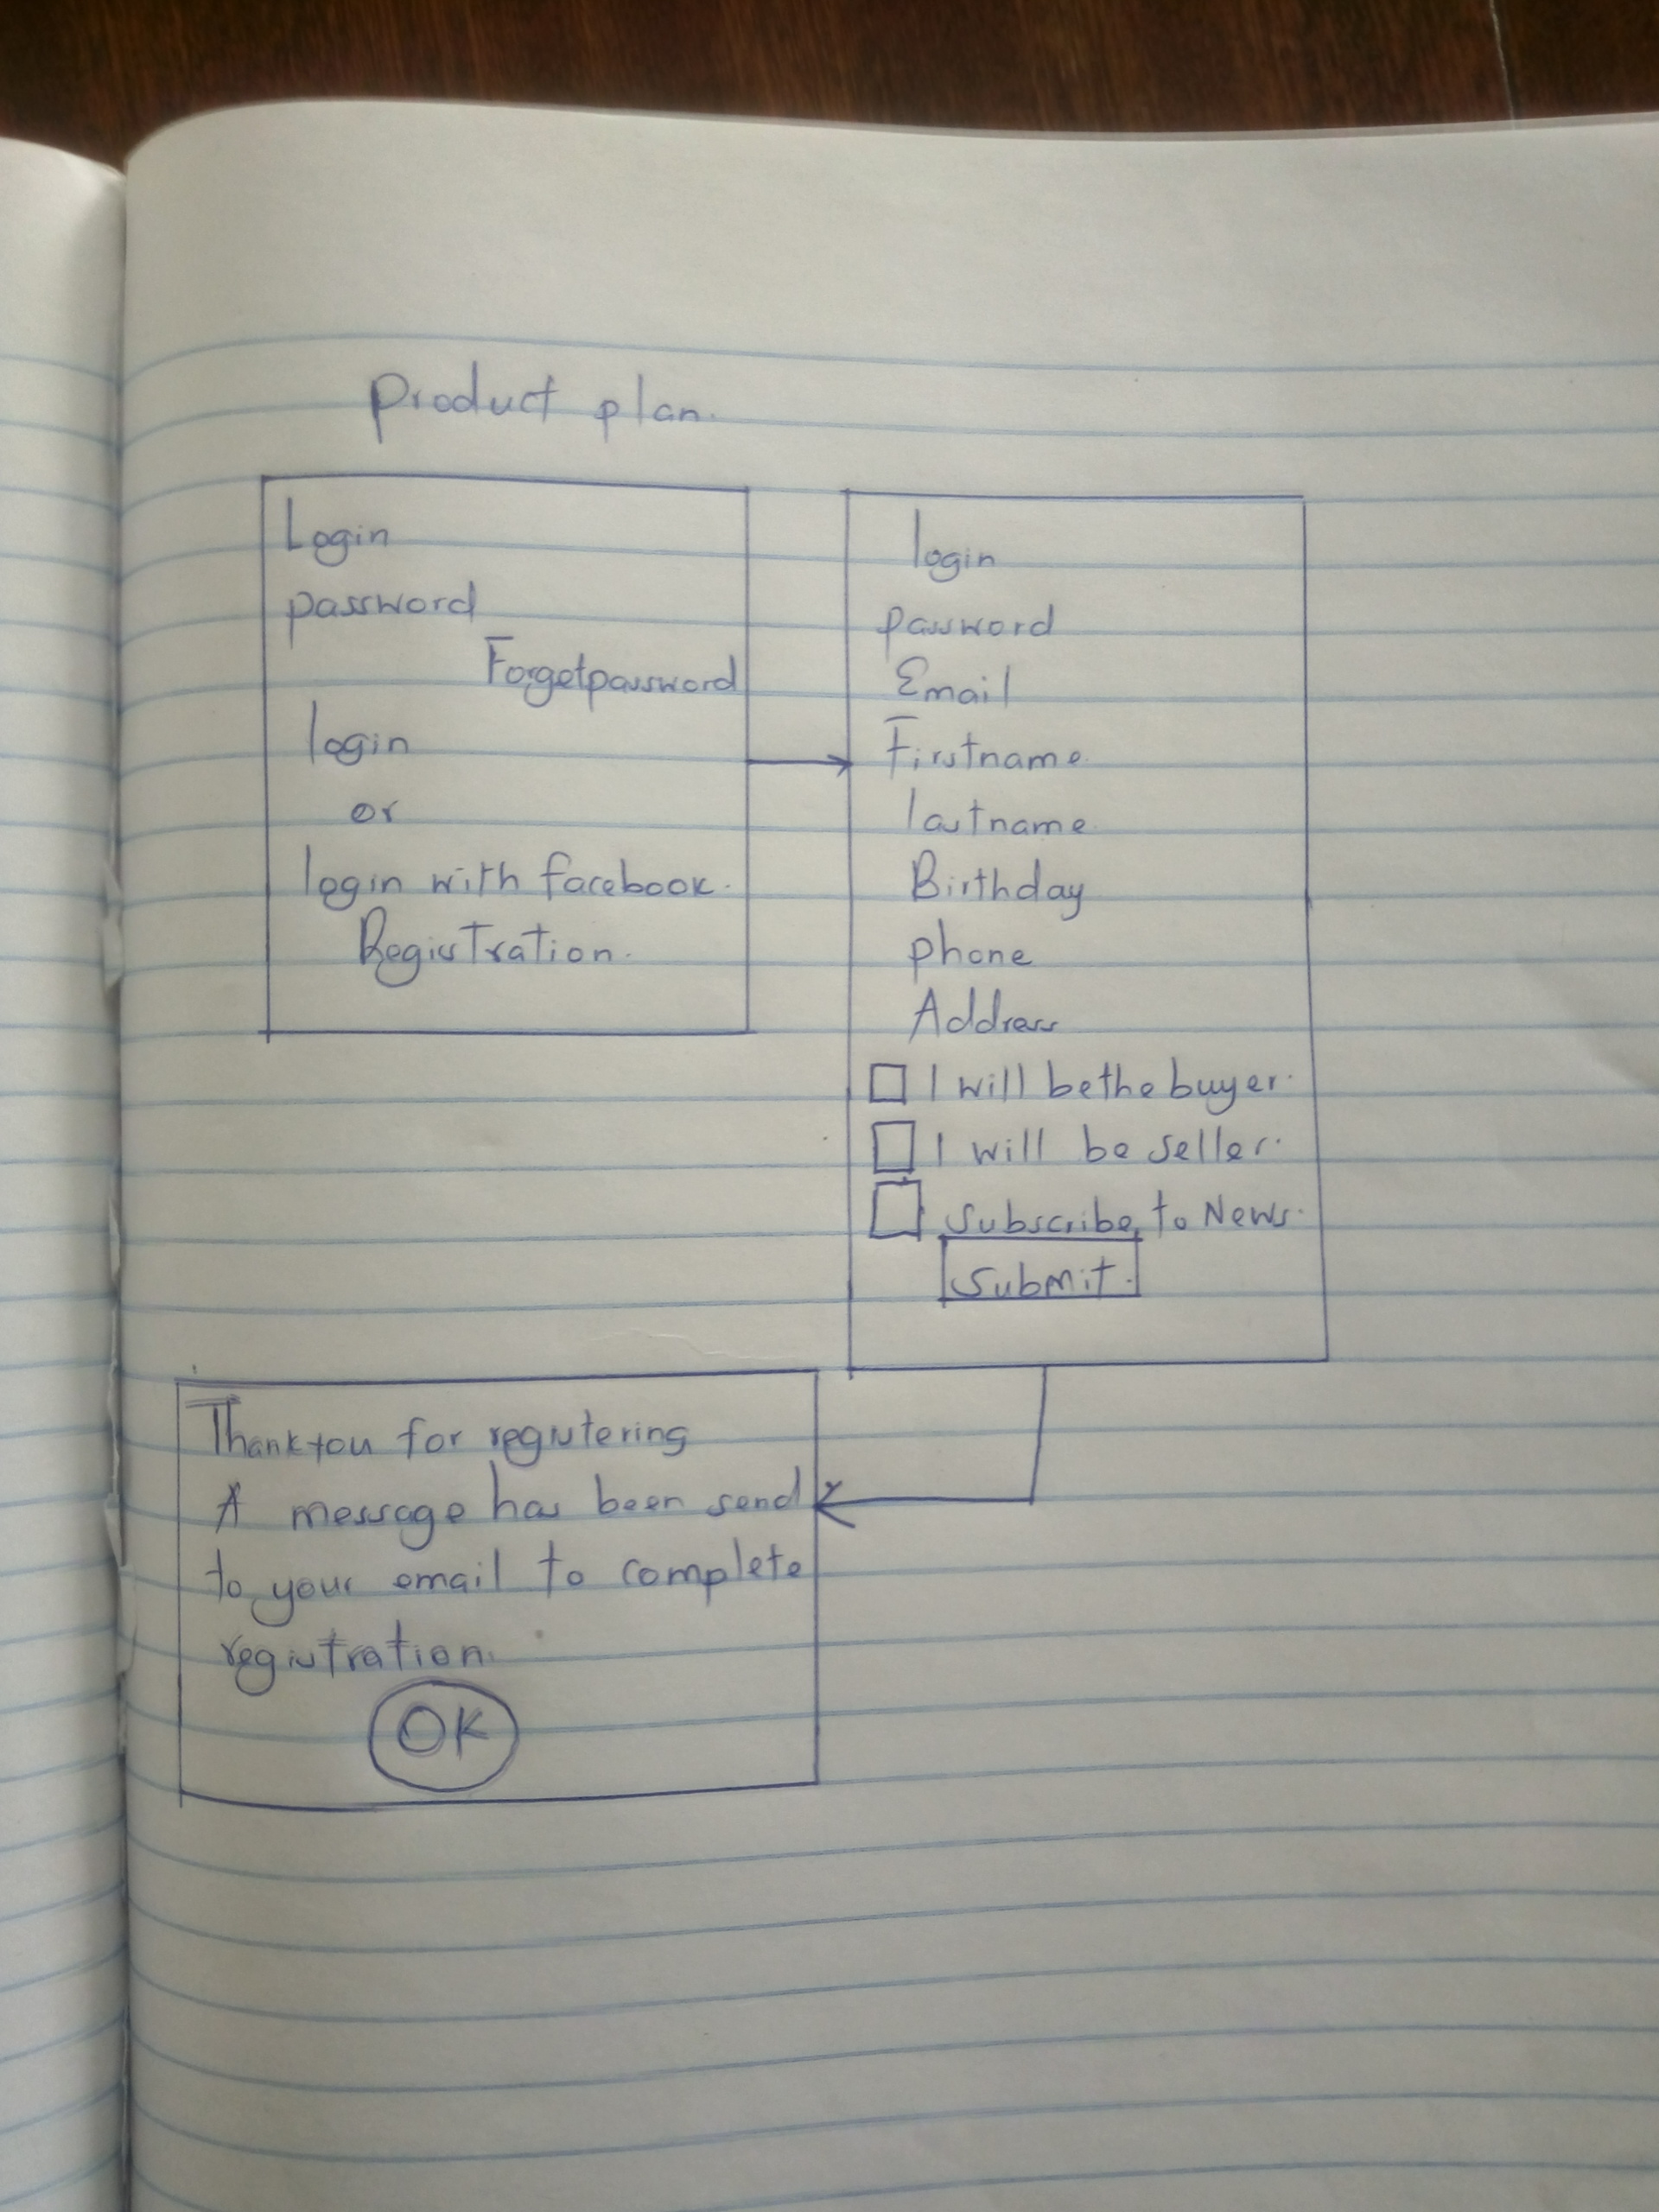 Product plan.
Login
password
Forgetpassword
login
or
login with facebook.
Registration.
login
password
Email
Firstname
lastname
Birthday
phone
Address
I will bethe buyer.
I will be seller.
Subscribe to News.
Submit.
Thankyou for registering
A message has been send
to your email to complete
registration.
OK